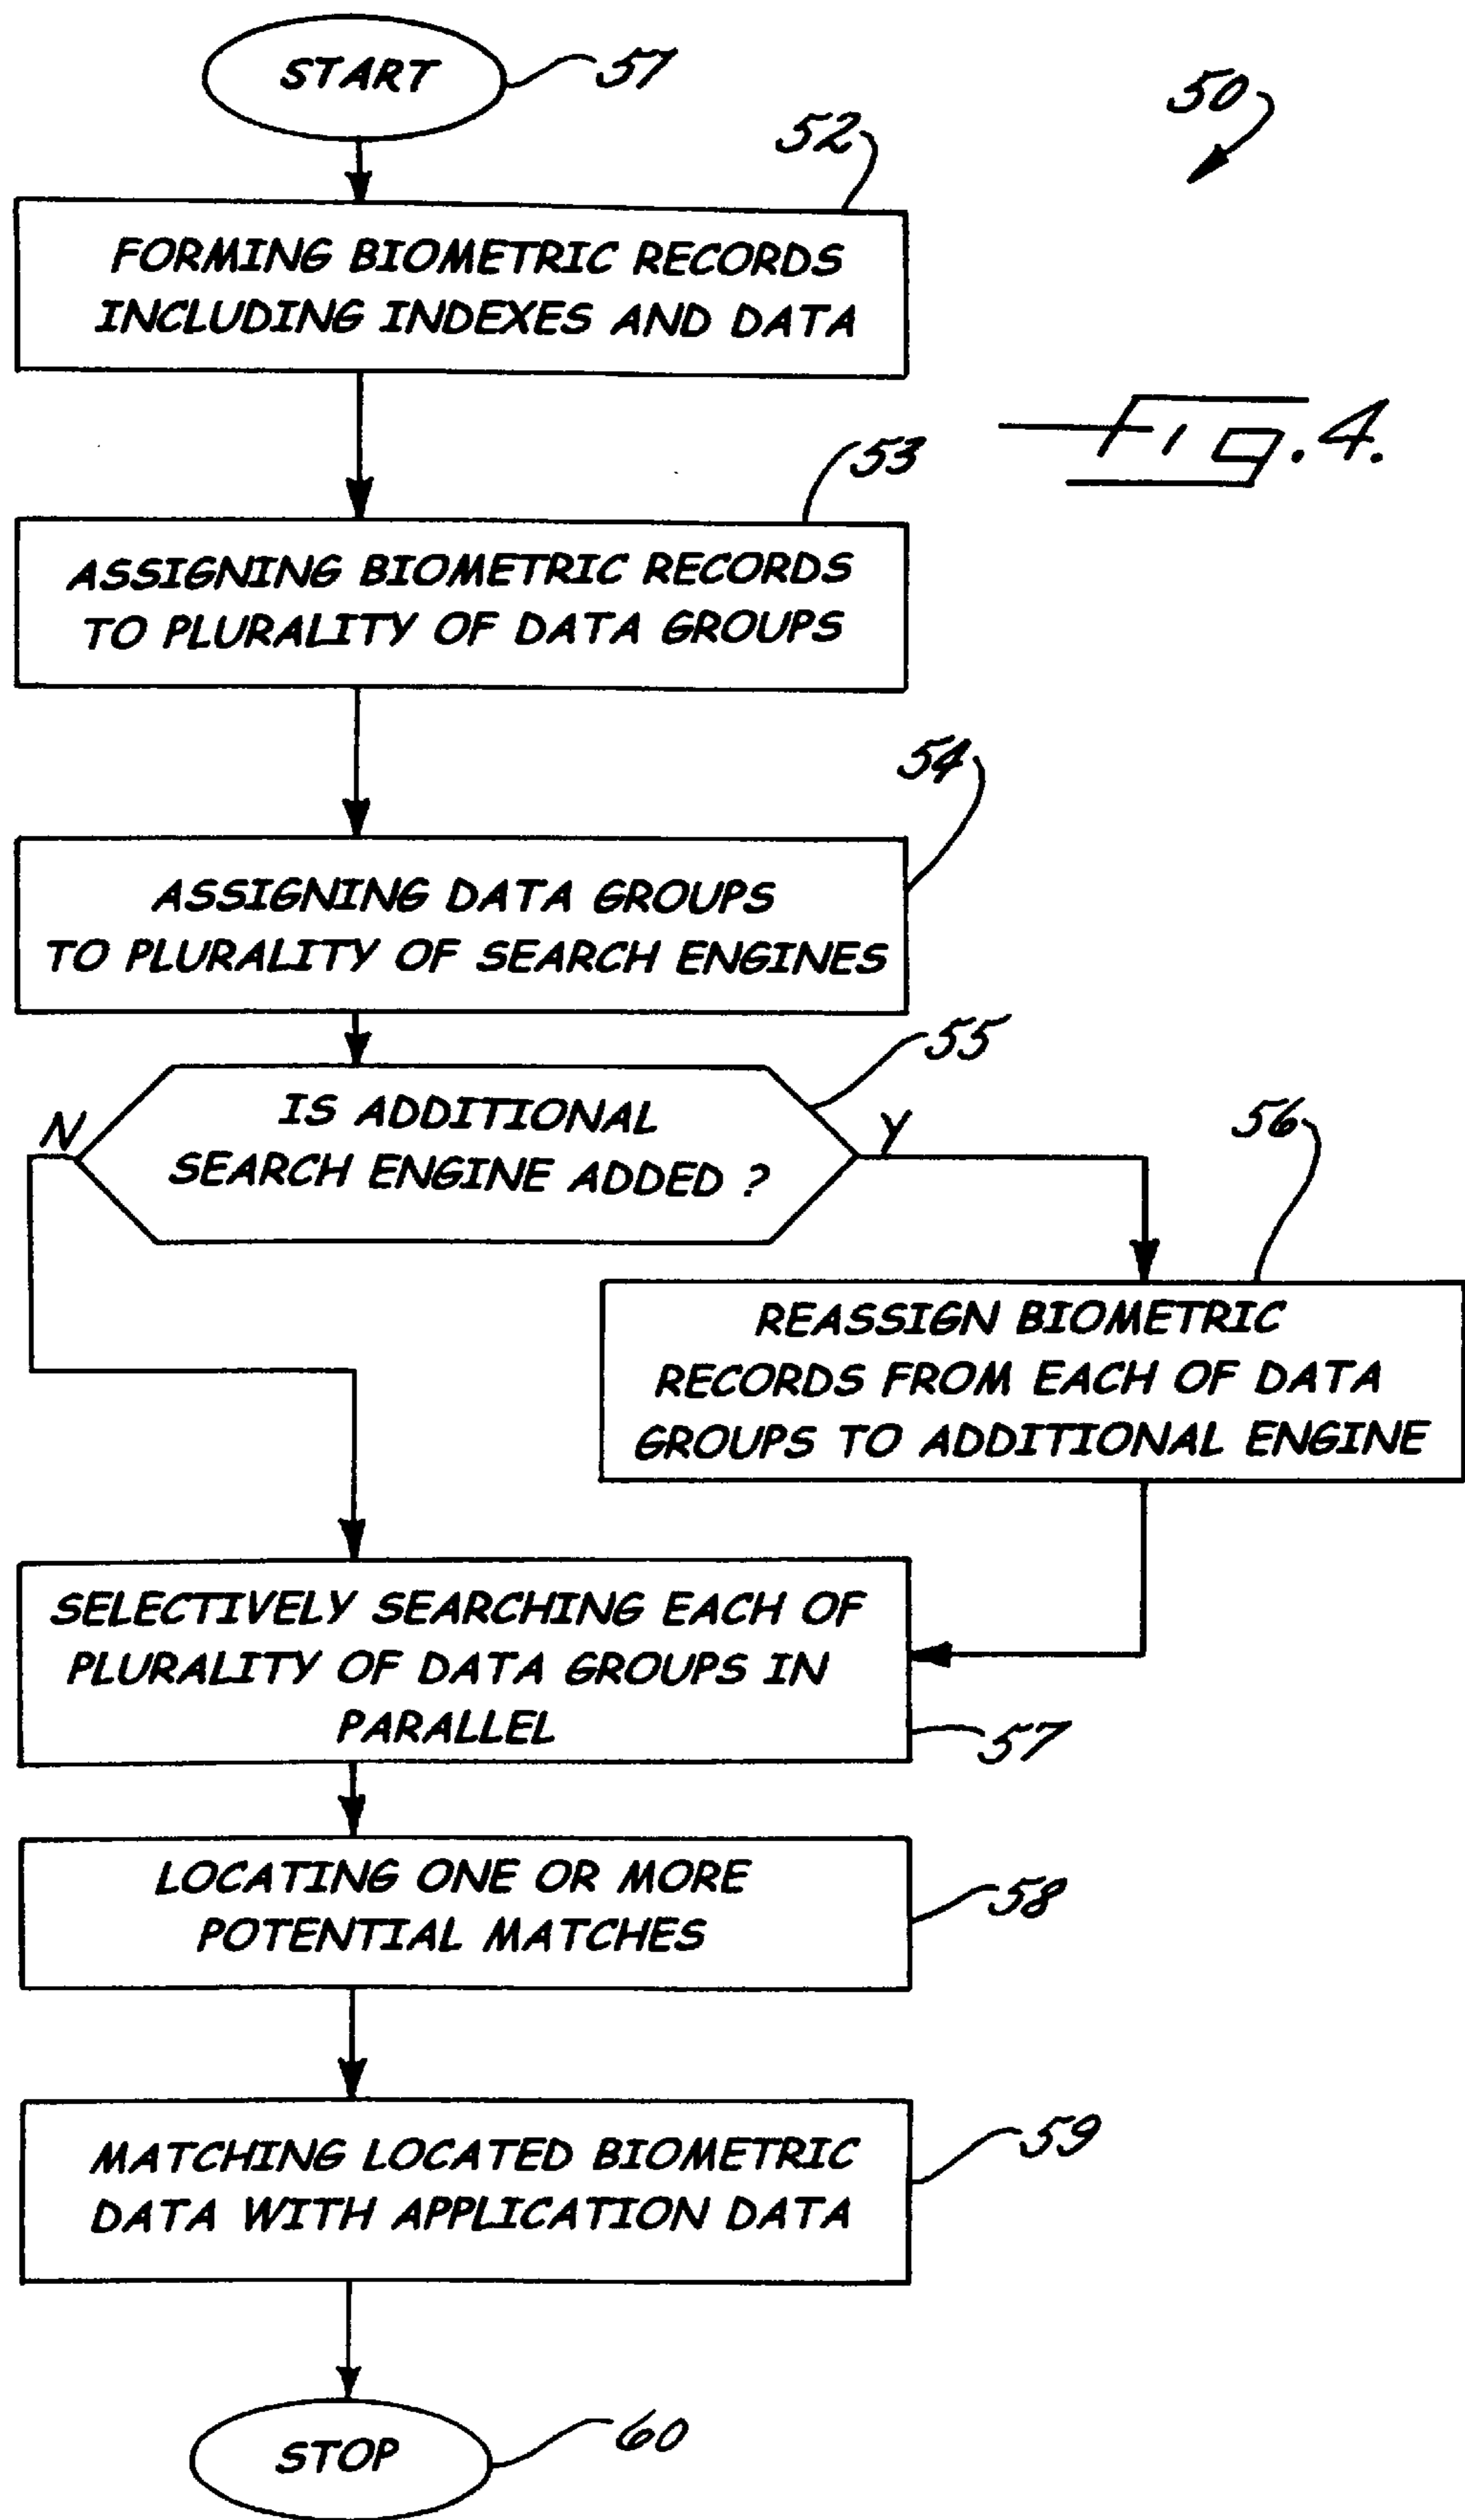 START
51
50
52
FORMING BIOMETRIC RECORDS
INCLUDING INDEXES AND DATA
Fig.4.
53
ASSIGNING BIOMETRIC RECORDS
TO PLURALITY OF DATA GROUPS
54
ASSIGNING DATA GROUPS
TO PLURALITY OF SEARCH ENGINES
55
IS ADDITIONAL
SEARCH ENGINE ADDED ?
N
Y
56
REASSIGN BIOMETRIC
RECORDS FROM EACH OF DATA
GROUPS TO ADDITIONAL ENGINE
SELECTIVELY SEARCHING EACH OF
PLURALITY OF DATA GROUPS IN
PARALLEL
57
LOCATING ONE OR MORE
POTENTIAL MATCHES
58
MATCHING LOCATED BIOMETRIC
DATA WITH APPLICATION DATA
59
STOP
60